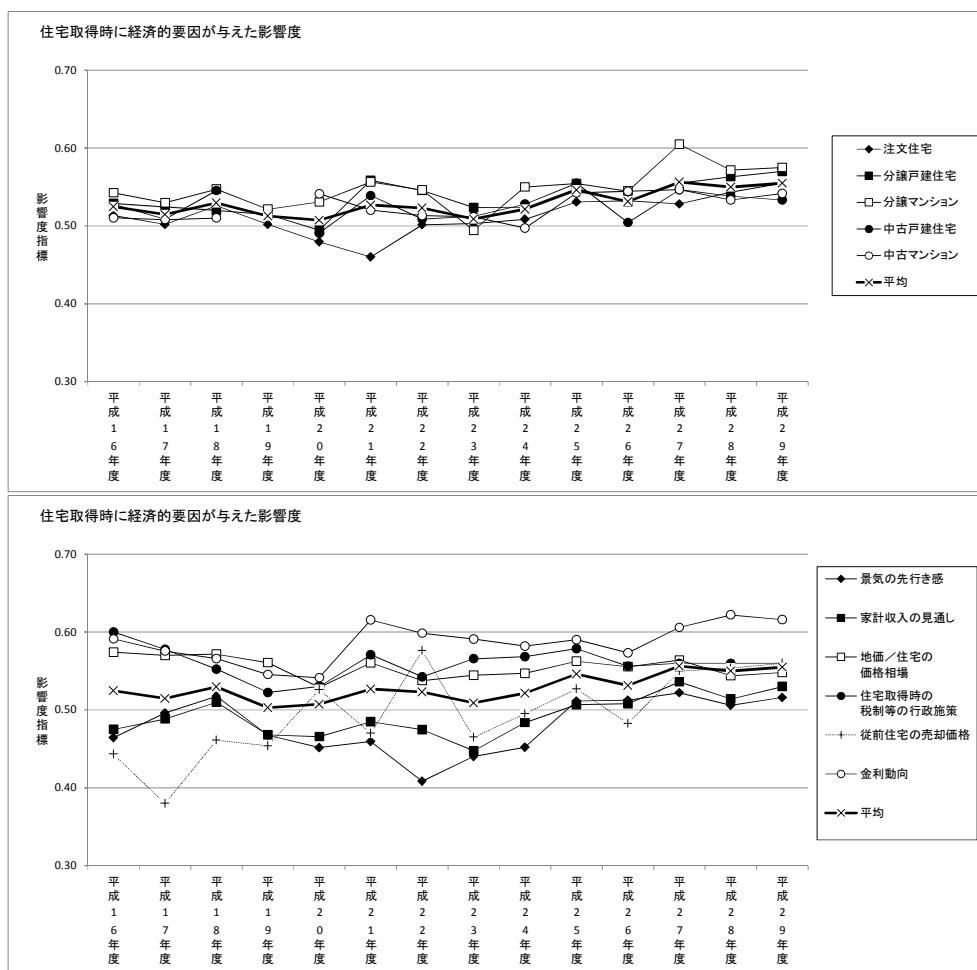 住宅取得時に経済的要因が与えた影響度
0.70
0.60
0.50
0.40
0.30
影響度指標
平成16年度
平成17年度
平成18年度
平成19年度
平成20年度
平成21年度
平成22年度
平成23年度
平成24年度
平成25年度
平成26年度
平成27年度
平成28年度
平成29年度
注文住宅
分譲戸建住宅
分譲マンション
中古戸建住宅
中古マンション
平均
住宅取得時に経済的要因が与えた影響度
0.70
0.60
0.50
0.40
0.30
影響度指標
平成16年度
平成17年度
平成18年度
平成19年度
平成20年度
平成21年度
平成22年度
平成23年度
平成24年度
平成25年度
平成26年度
平成27年度
平成28年度
平成29年度
景気の先行き感
家計収入の見通し
地価／住宅の
価格相場
住宅取得時の
税制等の行政施策
従前住宅の売却価格
金利動向
平均